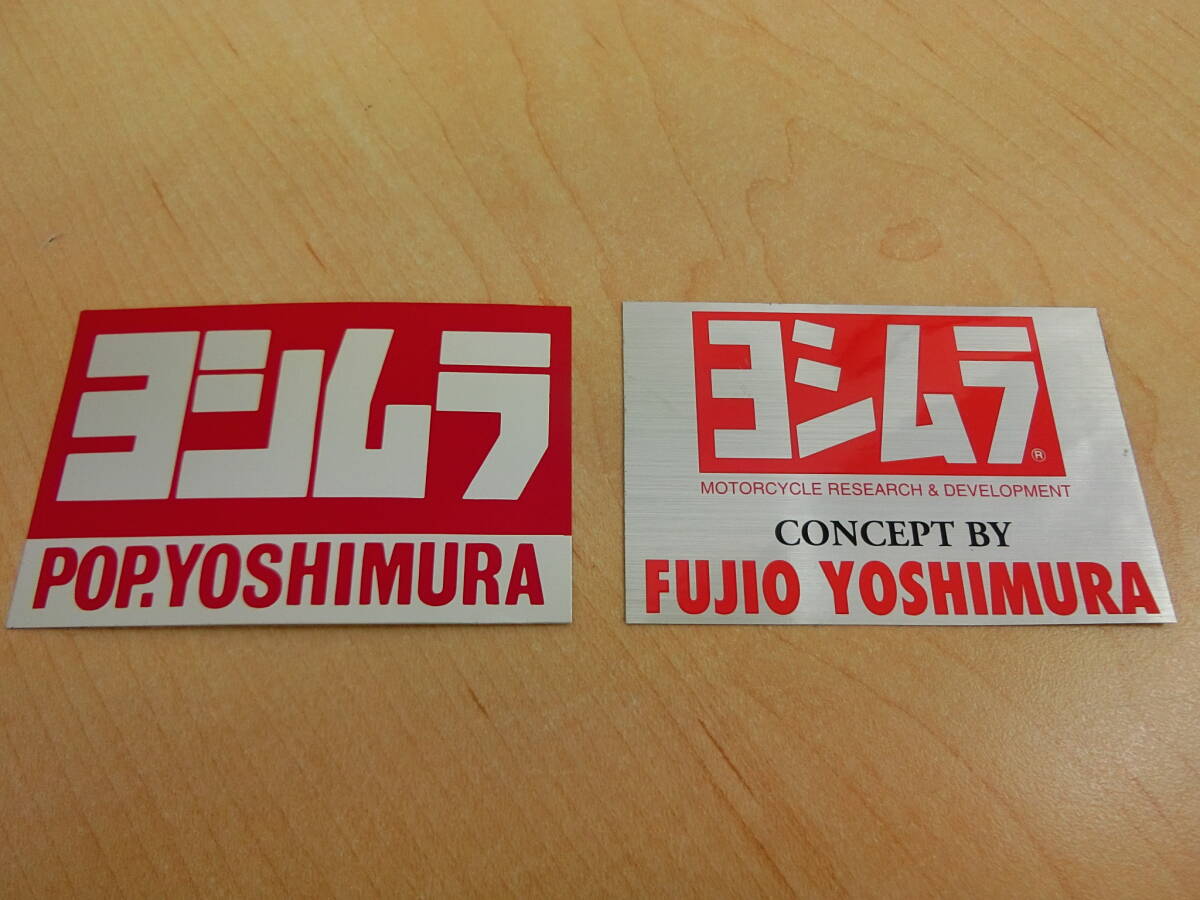 ヨシムラ
POP.YOSHIMURA
ヨシムラ®
MOTORCYCLE RESEARCH & DEVELOPMENT
CONCEPT BY
FUJIO YOSHIMURA